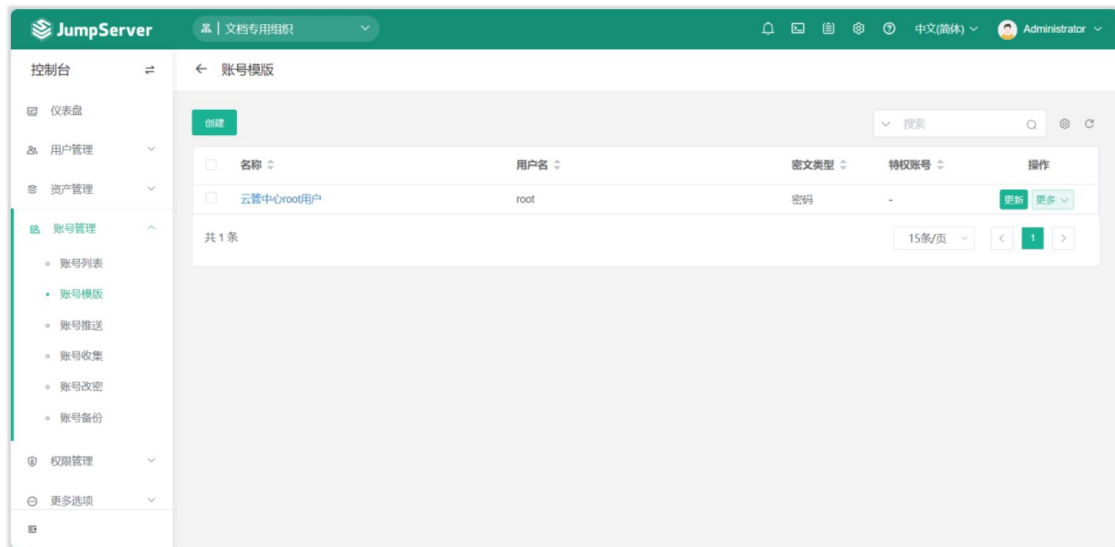 JumpServer
文档专用组织
中文(简体)
Administrator
控制台
账号模版
仪表盘
用户管理
资产管理
账号管理
账号列表
账号模版
账号推送
账号收集
账号改密
账号备份
权限管理
更多选项
创建
搜索
名称 用户名 密文类型 特权账号 操作
云管中心root用户 root 密码 - 更新 更多
共 1 条 15条/页 1